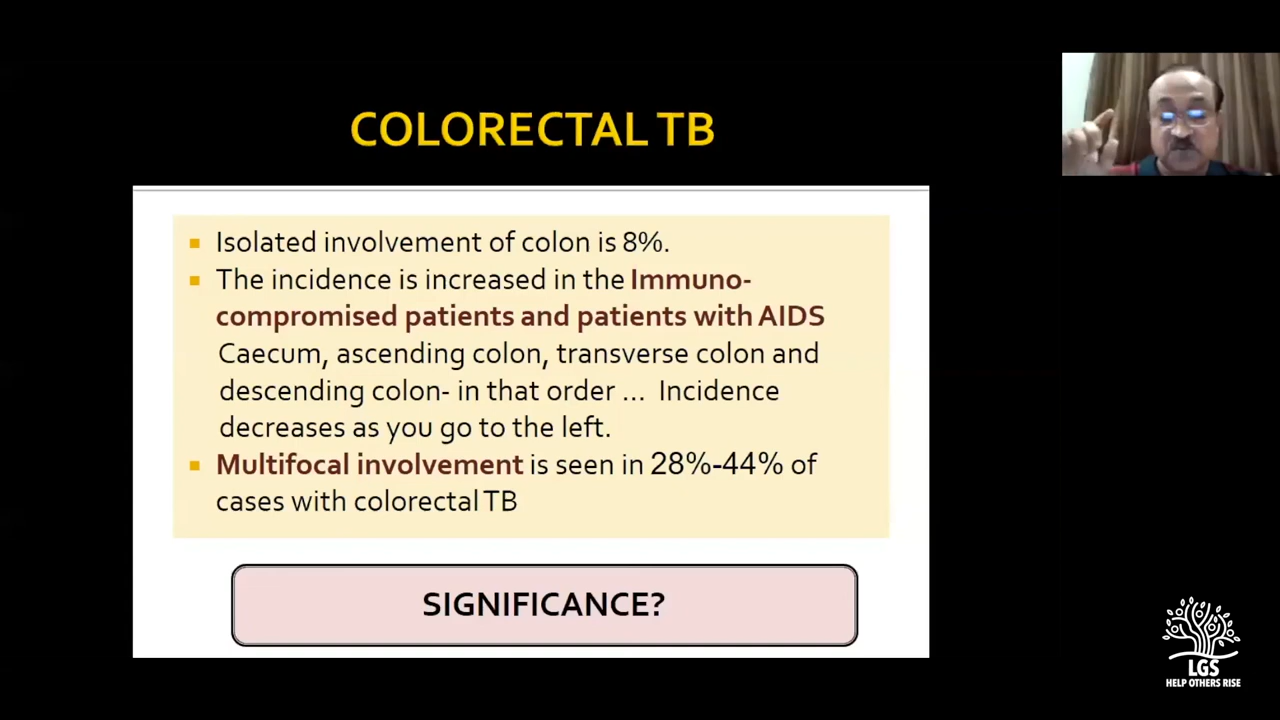 COLORECTAL TB
Isolated involvement of colon is 8%.
The incidence is increased in the Immuno-
compromised patients and patients with AIDS
Caecum, ascending colon, transverse colon and
descending colon- in that order ... Incidence
decreases as you go to the left.
Multifocal involvement is seen in 28%-44% of
cases with colorectal TB
SIGNIFICANCE?
LGS
HELP OTHERS RISE